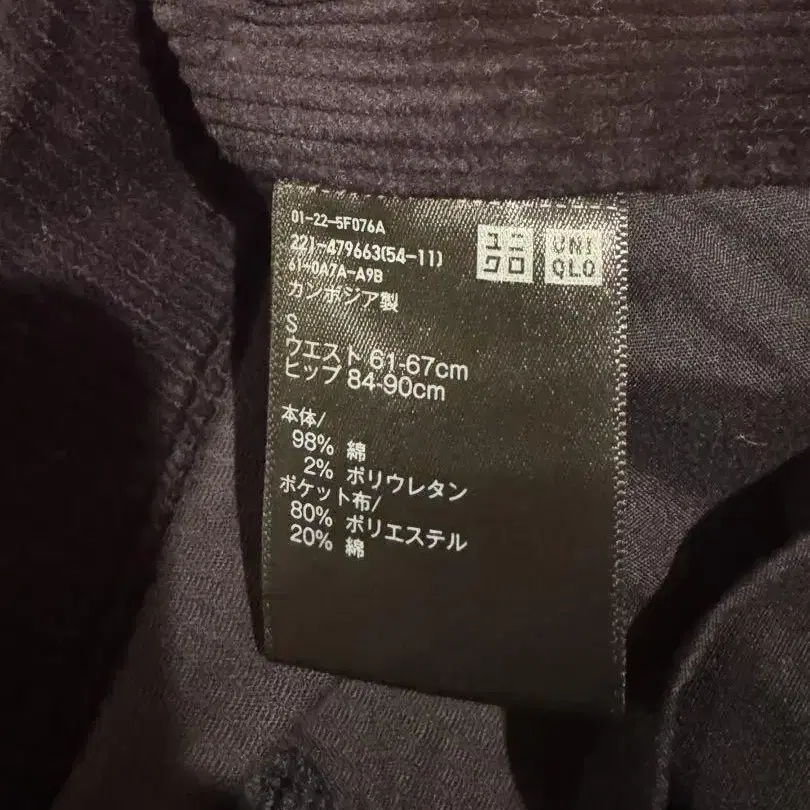 01-22-5F076A
221-479663(54-11)
61-0A7A-A9B
カンボジア製
S
ウエスト 61-67cm
ヒップ 84-90cm
本体/
98% 綿
2% ポリウレタン
ポケット布/
80% ポリエステル
20% 綿
ユニ
クロ
UNI
QLO